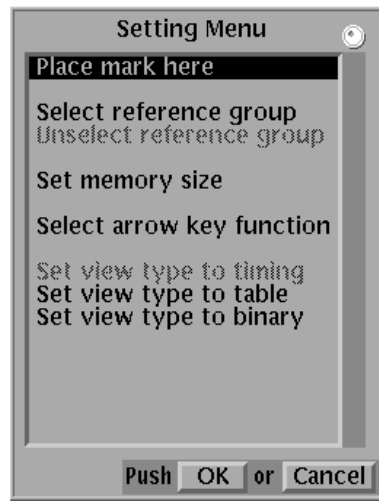 Setting Menu
Place mark here
Select reference group
Unselect reference group
Set memory size
Select arrow key function
Set view type to timing
Set view type to table
Set view type to binary
Push OK or Cancel